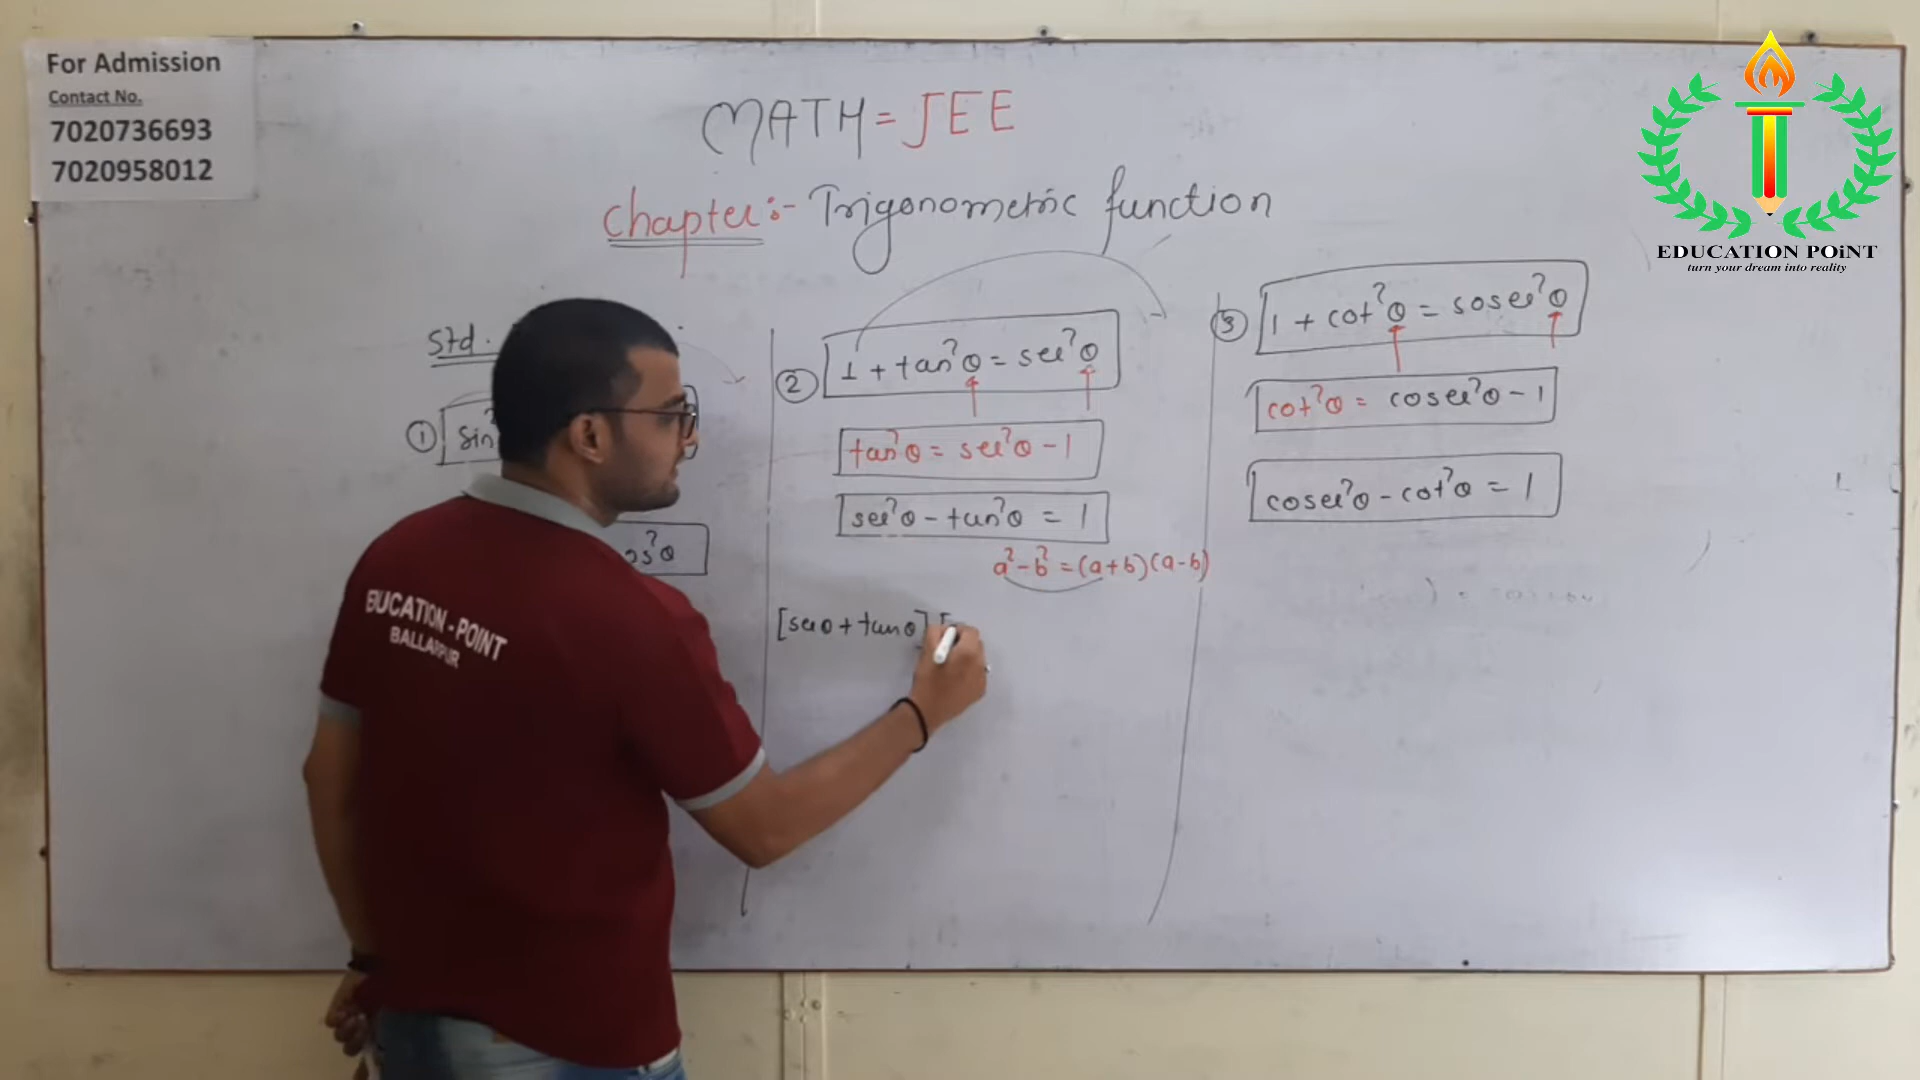 For Admission
Contact No.
7020736693
7020958012
MATH = JEE
Chapter :- Trigonometric function
EDUCATION POiNT
turn your dream into reality
Std.
① sin
os²θ
② 1 + tan²θ = sec²θ
tan²θ = sec²θ - 1
sec²θ - tan²θ = 1
a² - b² = (a + b) (a - b)
[secθ + tanθ] [
③ 1 + cot²θ = cosec²θ
cot²θ = cosec²θ - 1
cosec²θ - cot²θ = 1
EDUCATION - POINT
BALLARPUR